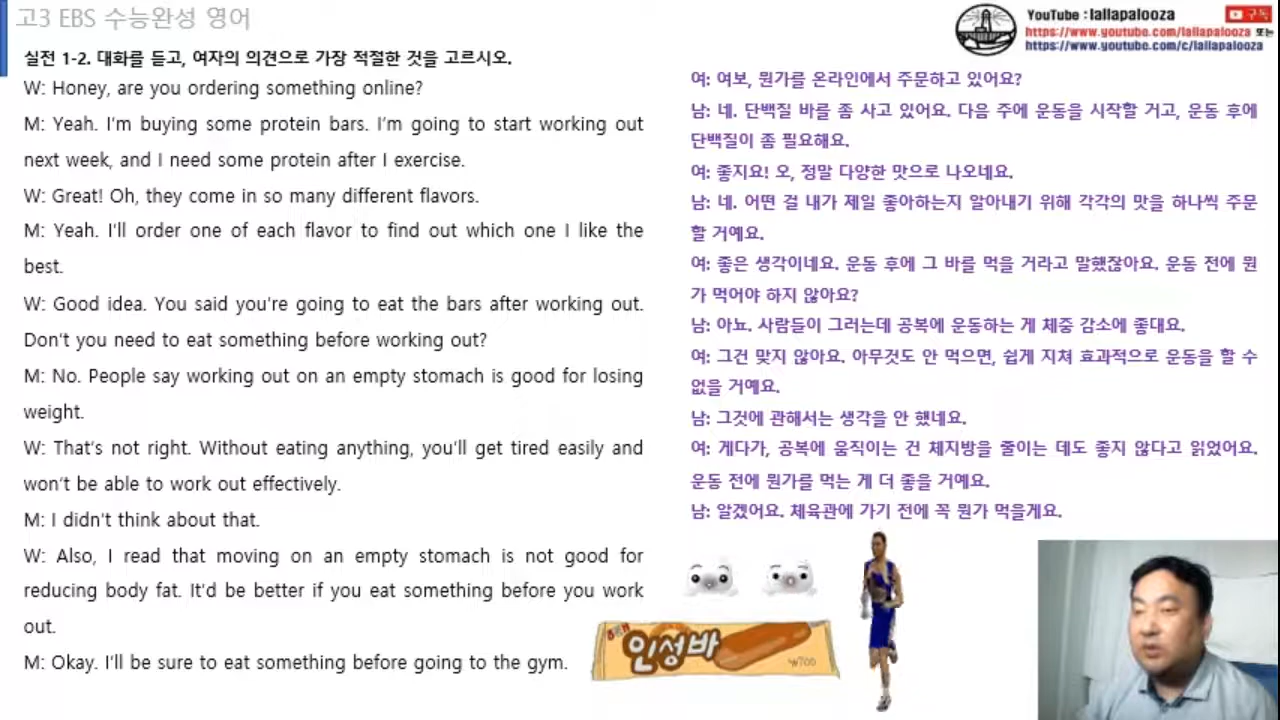 고3 EBS 수능완성 영어
YouTube : lallapalooza
구독
https://www.youtube.com/lallapalooza 또는
https://www.youtube.com/c/lallapalooza
실전 1-2. 대화를 듣고, 여자의 의견으로 가장 적절한 것을 고르시오.
W: Honey, are you ordering something online?
M: Yeah. I'm buying some protein bars. I'm going to start working out
next week, and I need some protein after I exercise.
W: Great! Oh, they come in so many different flavors.
M: Yeah. I'll order one of each flavor to find out which one I like the
best.
W: Good idea. You said you're going to eat the bars after working out.
Don't you need to eat something before working out?
M: No. People say working out on an empty stomach is good for losing
weight.
W: That's not right. Without eating anything, you'll get tired easily and
won't be able to work out effectively.
M: I didn't think about that.
W: Also, I read that moving on an empty stomach is not good for
reducing body fat. It'd be better if you eat something before you work
out.
M: Okay. I'll be sure to eat something before going to the gym.
여: 여보, 뭔가를 온라인에서 주문하고 있어요?
남: 네. 단백질 바를 좀 사고 있어요. 다음 주에 운동을 시작할 거고, 운동 후에
단백질이 좀 필요해요.
여: 좋지요! 오, 정말 다양한 맛으로 나오네요.
남: 네. 어떤 걸 내가 제일 좋아하는지 알아내기 위해 각각의 맛을 하나씩 주문
할 거예요.
여: 좋은 생각이네요. 운동 후에 그 바를 먹을 거라고 말했잖아요. 운동 전에 뭔
가 먹어야 하지 않아요?
남: 아뇨. 사람들이 그러는데 공복에 운동하는 게 체중 감소에 좋대요.
여: 그건 맞지 않아요. 아무것도 안 먹으면, 쉽게 지쳐 효과적으로 운동을 할 수
없을 거예요.
남: 그것에 관해서는 생각을 안 했네요.
여: 게다가, 공복에 움직이는 건 체지방을 줄이는 데도 좋지 않다고 읽었어요.
운동 전에 뭔가를 먹는 게 더 좋을 거예요.
남: 알겠어요. 체육관에 가기 전에 꼭 뭔가 먹을게요.
인성바
₩700